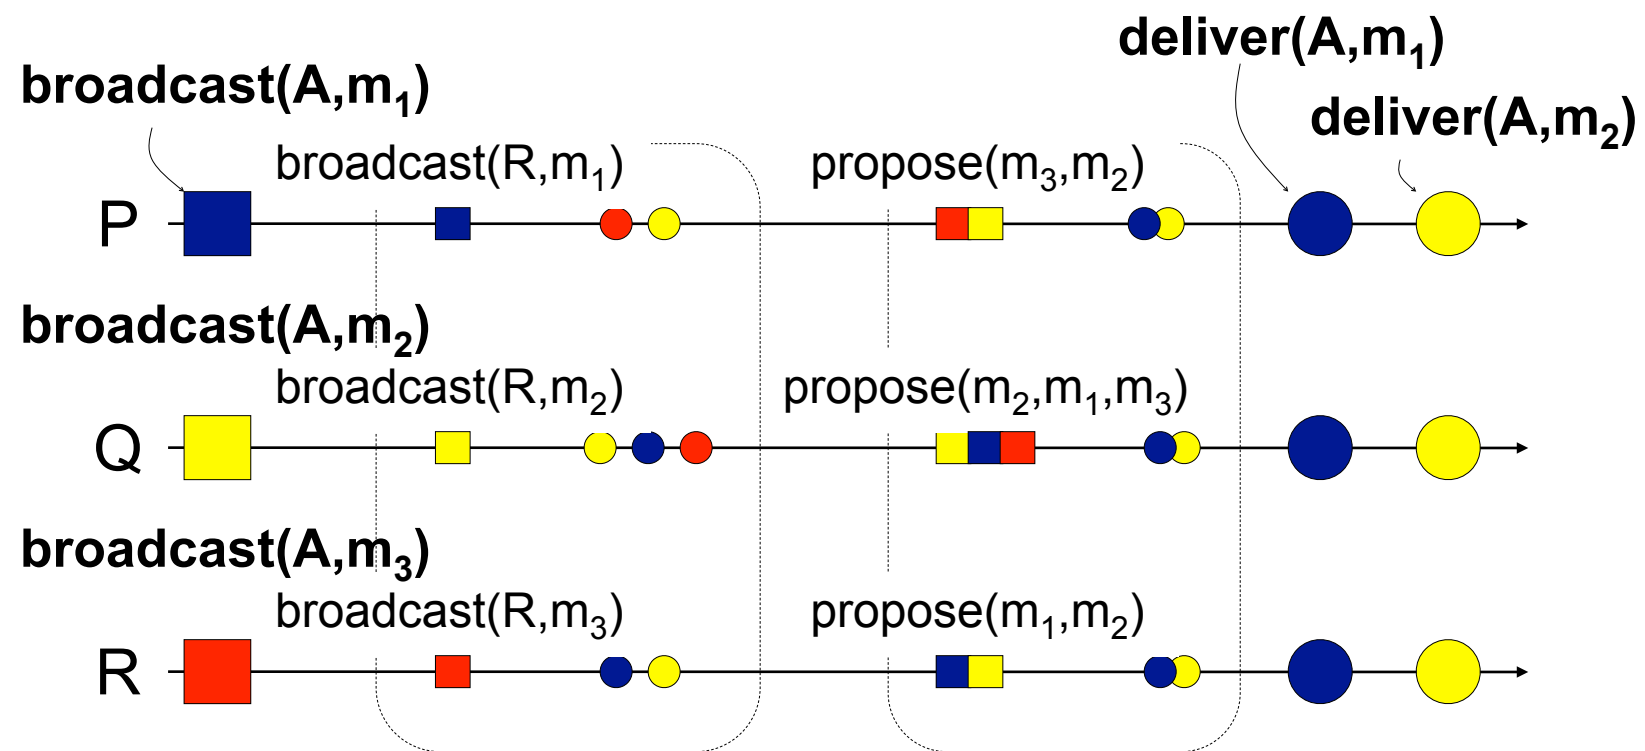 deliver(A,m₁)
broadcast(A,m₁)
deliver(A,m₂)
broadcast(R,m₁)
propose(m₃,m₂)
P
broadcast(A,m₂)
broadcast(R,m₂)
propose(m₂,m₁,m₃)
Q
broadcast(A,m₃)
broadcast(R,m₃)
propose(m₁,m₂)
R